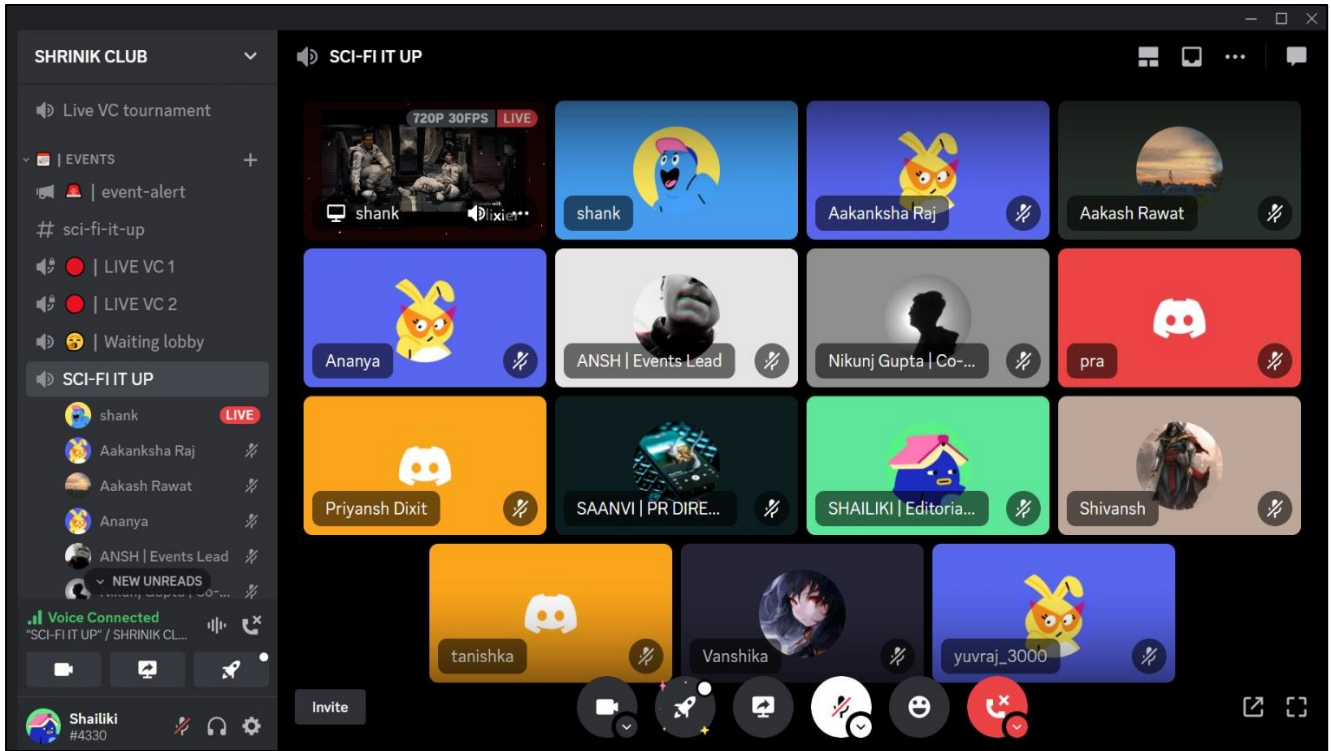 SHRINIK CLUB
Live VC tournament
| EVENTS
| event-alert
sci-fi-it-up
| LIVE VC 1
| LIVE VC 2
| Waiting lobby
SCI-FI IT UP
shank LIVE
Aakanksha Raj
Aakash Rawat
Ananya
ANSH | Events Lead
NEW UNREADS
Voice Connected
"SCI-FI IT UP" / SHRINIK CL...
Shailiki
#4330
SCI-FI IT UP
720P 30FPS LIVE
shank
shank
Aakanksha Raj
Aakash Rawat
Ananya
ANSH | Events Lead
Nikunj Gupta | Co-...
pra
Priyansh Dixit
SAANVI | PR DIRE...
SHAILIKI | Editoria...
Shivansh
tanishka
Vanshika
yuvraj_3000
Invite